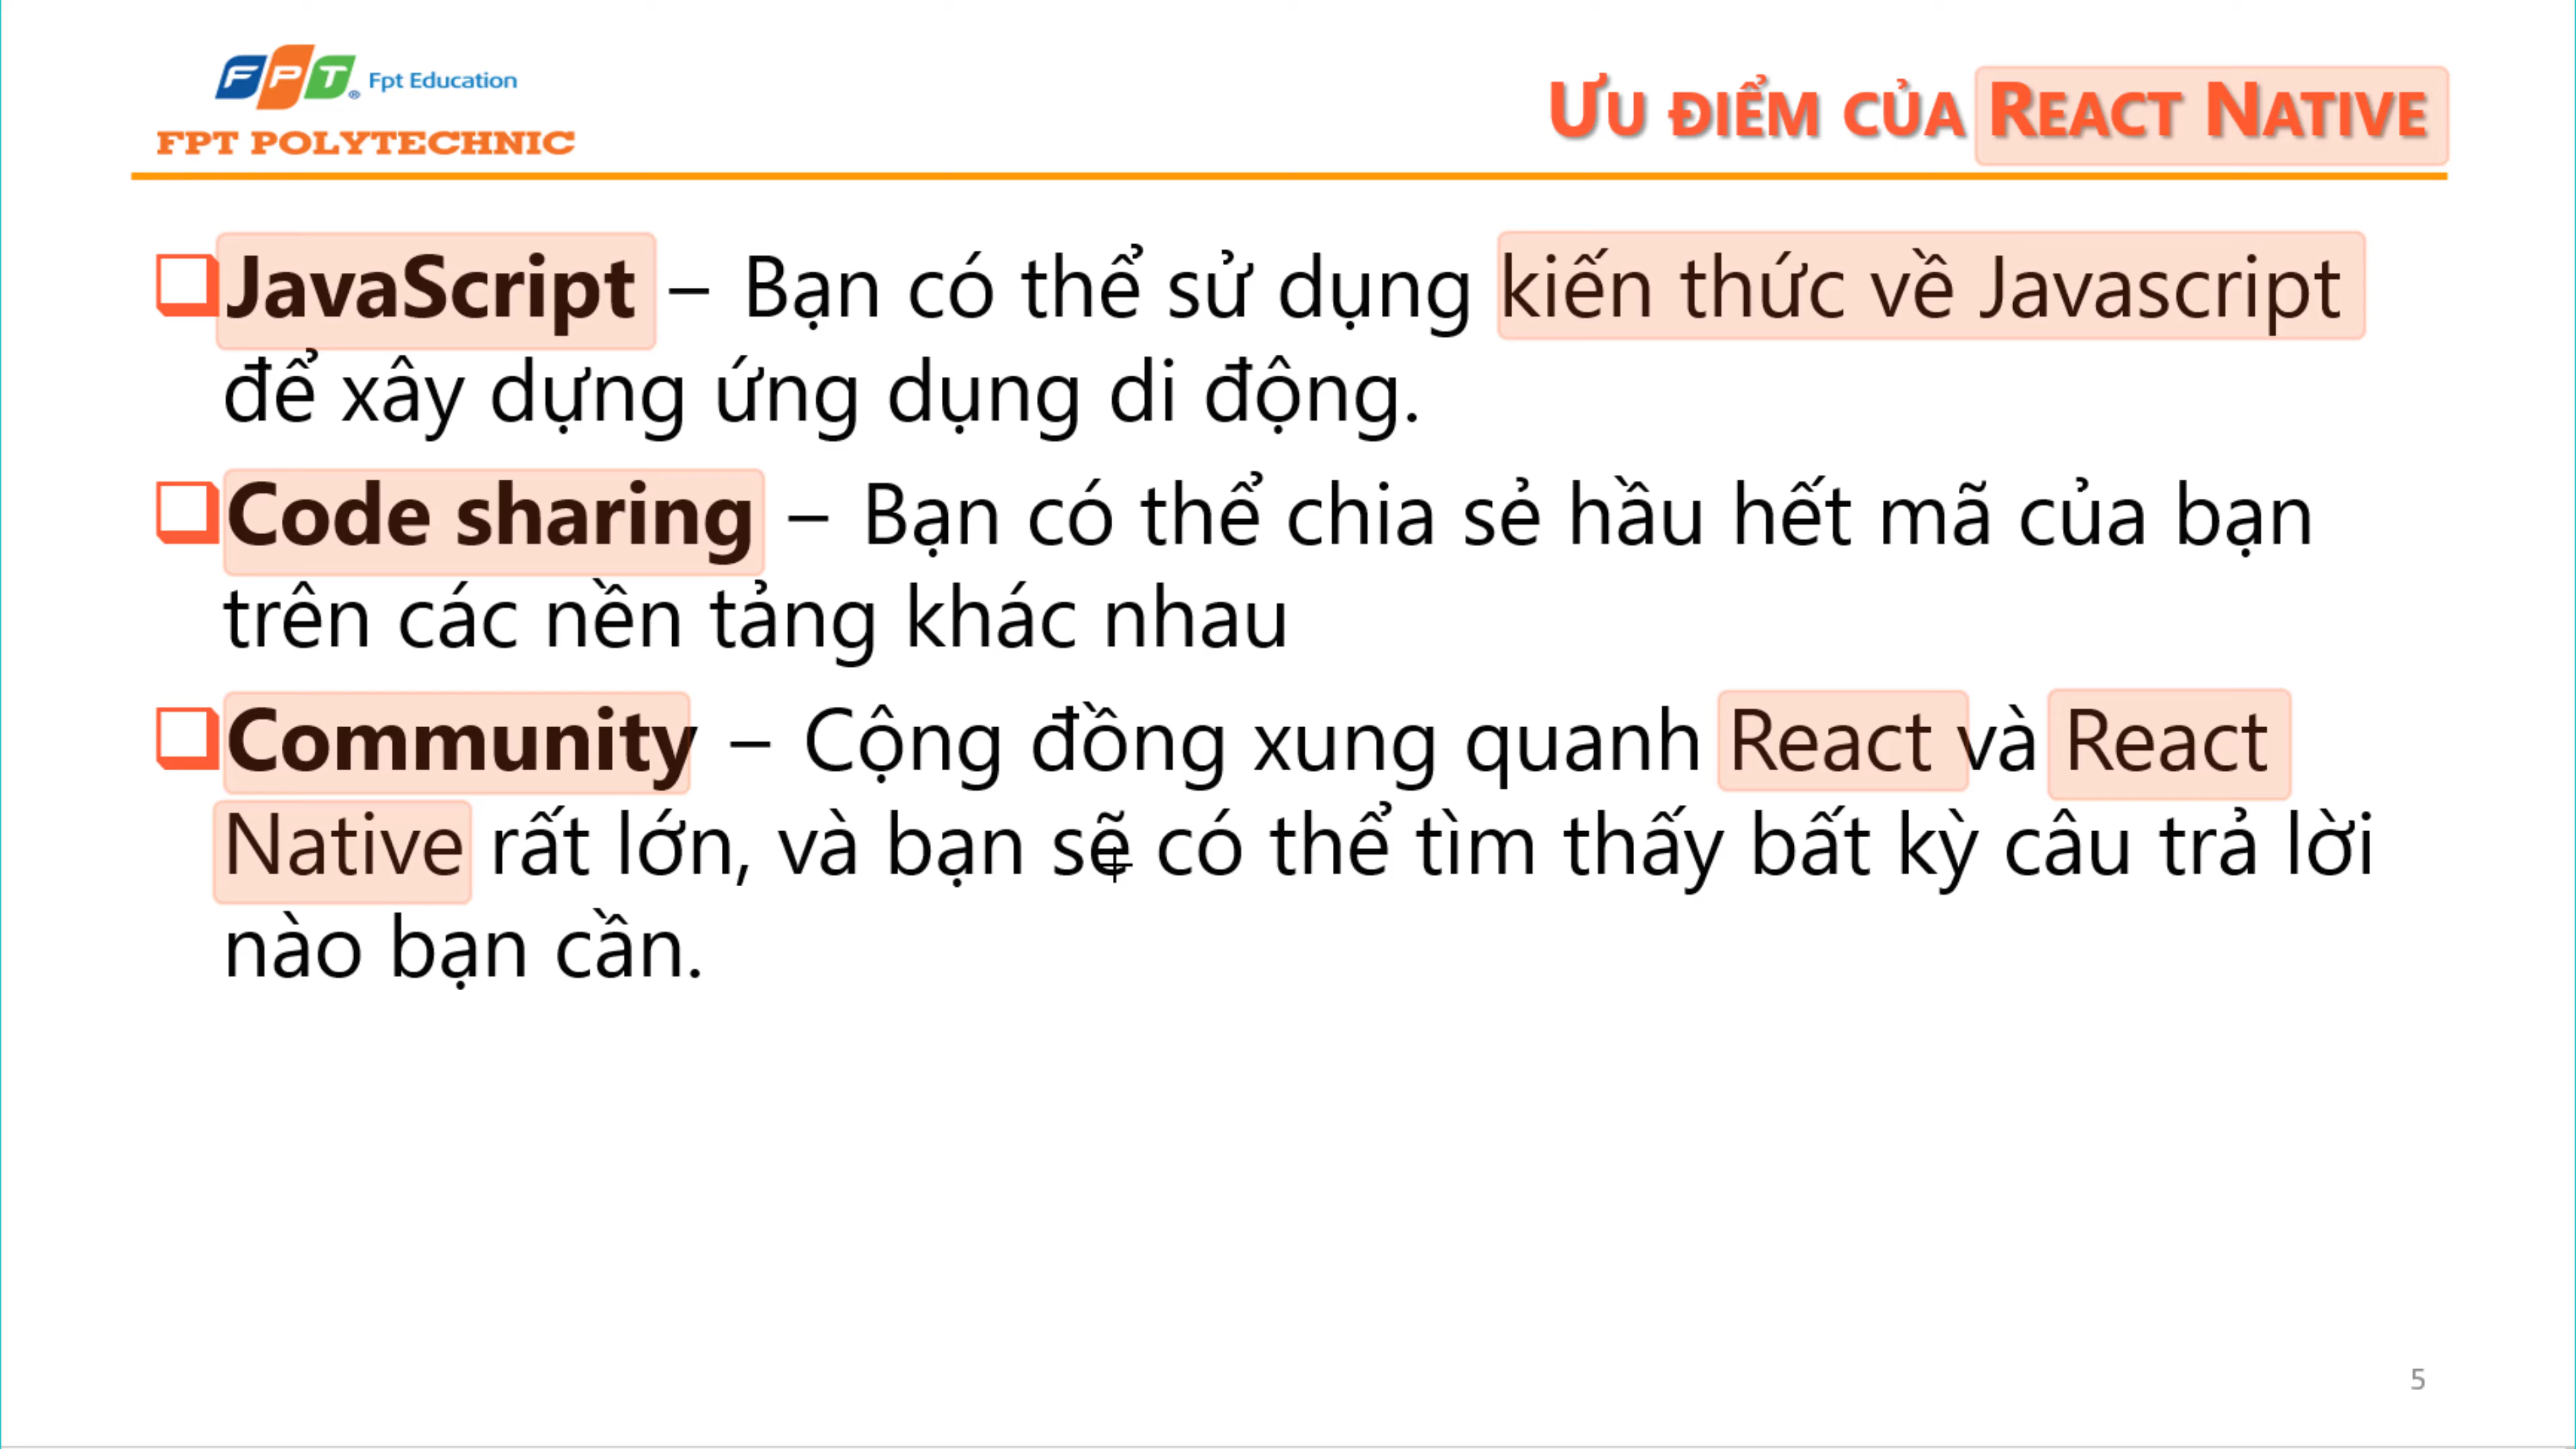 FPT Fpt Education
FPT POLYTECHNIC
ƯU ĐIỂM CỦA REACT NATIVE
JavaScript – Bạn có thể sử dụng kiến thức về Javascript
để xây dựng ứng dụng di động.
Code sharing – Bạn có thể chia sẻ hầu hết mã của bạn
trên các nền tảng khác nhau
Community – Cộng đồng xung quanh React và React
Native rất lớn, và bạn sẽ có thể tìm thấy bất kỳ câu trả lời
nào bạn cần.
5